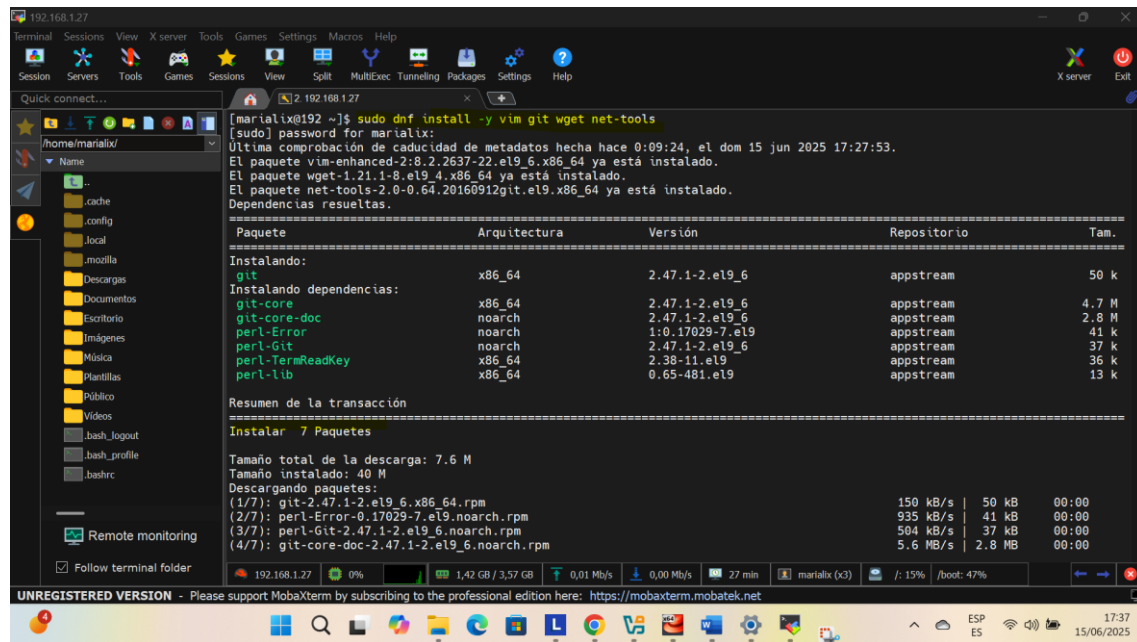 192.168.1.27
Terminal Sessions View X server Tools Games Settings Macros Help
Session Servers Tools Games Sessions View Split MultiExec Tunneling Packages Settings Help X server Exit
Quick connect...
2. 192.168.1.27
/home/marialix/
Name
..
.cache
.config
.local
.mozilla
Descargas
Documentos
Escritorio
Imágenes
Música
Plantillas
Público
Vídeos
.bash_logout
.bash_profile
.bashrc
Remote monitoring
Follow terminal folder
[marialix@192 ~]$ sudo dnf install -y vim git wget net-tools
[sudo] password for marialix:
Última comprobación de caducidad de metadatos hecha hace 0:09:24, el dom 15 jun 2025 17:27:53.
El paquete vim-enhanced-2:8.2.2637-22.el9_6.x86_64 ya está instalado.
El paquete wget-1.21.1-8.el9_4.x86_64 ya está instalado.
El paquete net-tools-2.0-0.64.20160912git.el9.x86_64 ya está instalado.
Dependencias resueltas.
Paquete Arquitectura Versión Repositorio Tam.
Instalando:
git x86_64 2.47.1-2.el9_6 appstream 50 k
Instalando dependencias:
git-core x86_64 2.47.1-2.el9_6 appstream 4.7 M
git-core-doc noarch 2.47.1-2.el9_6 appstream 2.8 M
perl-Error noarch 1:0.17029-7.el9 appstream 41 k
perl-Git noarch 2.47.1-2.el9_6 appstream 37 k
perl-TermReadKey x86_64 2.38-11.el9 appstream 36 k
perl-lib x86_64 0.65-481.el9 appstream 13 k
Resumen de la transacción
Instalar 7 Paquetes
Tamaño total de la descarga: 7.6 M
Tamaño instalado: 40 M
Descargando paquetes:
(1/7): git-2.47.1-2.el9_6.x86_64.rpm 150 kB/s | 50 kB 00:00
(2/7): perl-Error-0.17029-7.el9.noarch.rpm 935 kB/s | 41 kB 00:00
(3/7): perl-Git-2.47.1-2.el9_6.noarch.rpm 504 kB/s | 37 kB 00:00
(4/7): git-core-doc-2.47.1-2.el9_6.noarch.rpm 5.6 MB/s | 2.8 MB 00:00
192.168.1.27 0% 1,42 GB / 3,57 GB 0,01 Mb/s 0,00 Mb/s 27 min marialix (x3) /: 15% /boot: 47%
UNREGISTERED VERSION - Please support MobaXterm by subscribing to the professional edition here: https://mobaxterm.mobatek.net
ESP
ES
17:37
15/06/2025